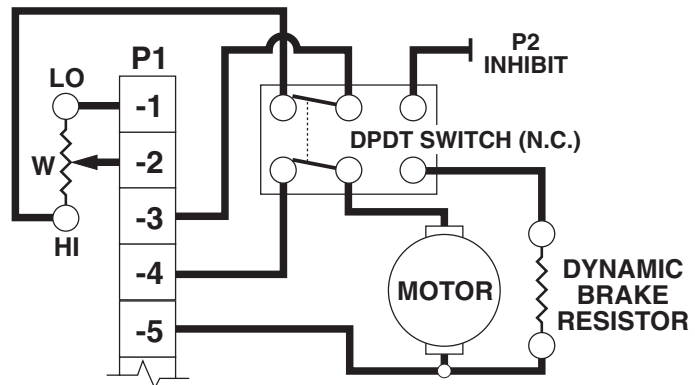 P1
LO
-1
W
-2
-3
HI
-4
-5
P2
INHIBIT
DPDT SWITCH (N.C.)
MOTOR
DYNAMIC
BRAKE
RESISTOR